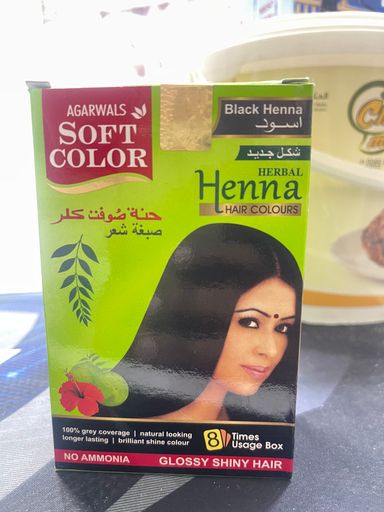 AGARWALS
SOFT
COLOR
Black Henna
اسود
شكل جديد
HERBAL
Henna
HAIR COLOURS
حنة صوفت كلر
صبغة شعر
100% grey coverage | natural looking
longer lasting | brilliant shine colour
8 Times
Usage Box
NO AMMONIA
GLOSSY SHINY HAIR